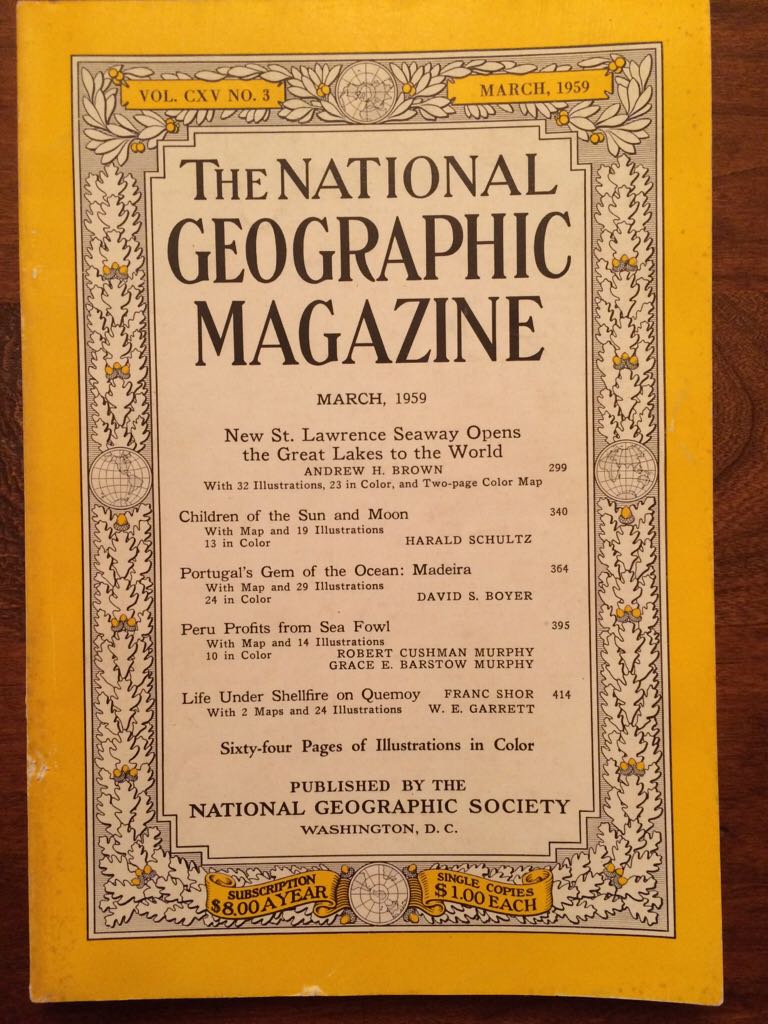 VOL. CXV NO. 3
MARCH, 1959
THE NATIONAL
GEOGRAPHIC
MAGAZINE
MARCH, 1959
New St. Lawrence Seaway Opens
the Great Lakes to the World
ANDREW H. BROWN 299
With 32 Illustrations, 23 in Color, and Two-page Color Map
Children of the Sun and Moon 340
With Map and 19 Illustrations
13 in Color HARALD SCHULTZ
Portugal's Gem of the Ocean: Madeira 364
With Map and 29 Illustrations
24 in Color DAVID S. BOYER
Peru Profits from Sea Fowl 395
With Map and 14 Illustrations
10 in Color ROBERT CUSHMAN MURPHY
GRACE E. BARSTOW MURPHY
Life Under Shellfire on Quemoy FRANC SHOR 414
With 2 Maps and 24 Illustrations W. E. GARRETT
Sixty-four Pages of Illustrations in Color
PUBLISHED BY THE
NATIONAL GEOGRAPHIC SOCIETY
WASHINGTON, D. C.
SUBSCRIPTION
$8.00 A YEAR
SINGLE COPIES
$1.00 EACH